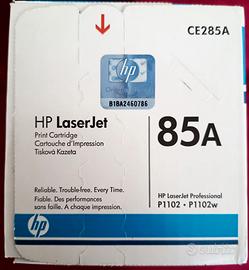 CE285A
hp
B1BA2460786
HP LaserJet
Print Cartridge
Cartouche d'Impression
Tisková Kazeta
85A
Reliable. Trouble-free. Every Time.
Fiable. Des performances
sans faille. A chaque impression.
HP LaserJet Professional
P1102 • P1102w
hp
subito